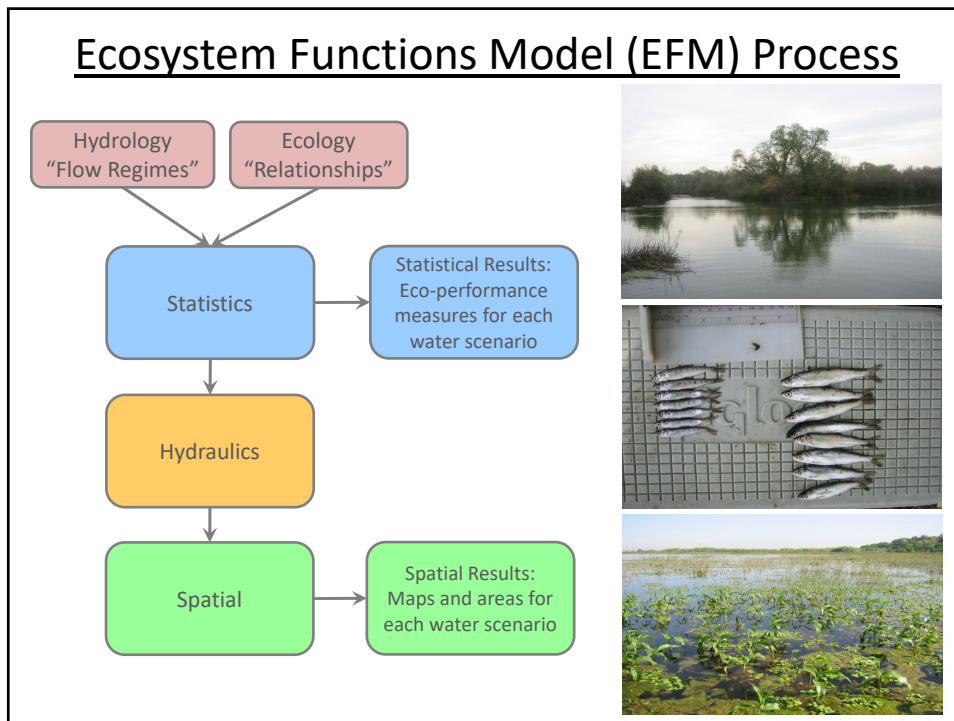 Ecosystem Functions Model (EFM) Process
Hydrology
“Flow Regimes”
Ecology
“Relationships”
Statistics
Statistical Results:
Eco-performance
measures for each
water scenario
Hydraulics
Spatial
Spatial Results:
Maps and areas for
each water scenario